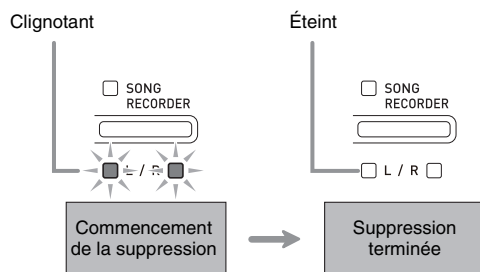 Clignotant
Éteint
SONG
RECORDER
L / R
Commencement
de la suppression
SONG
RECORDER
L / R
Suppression
terminée